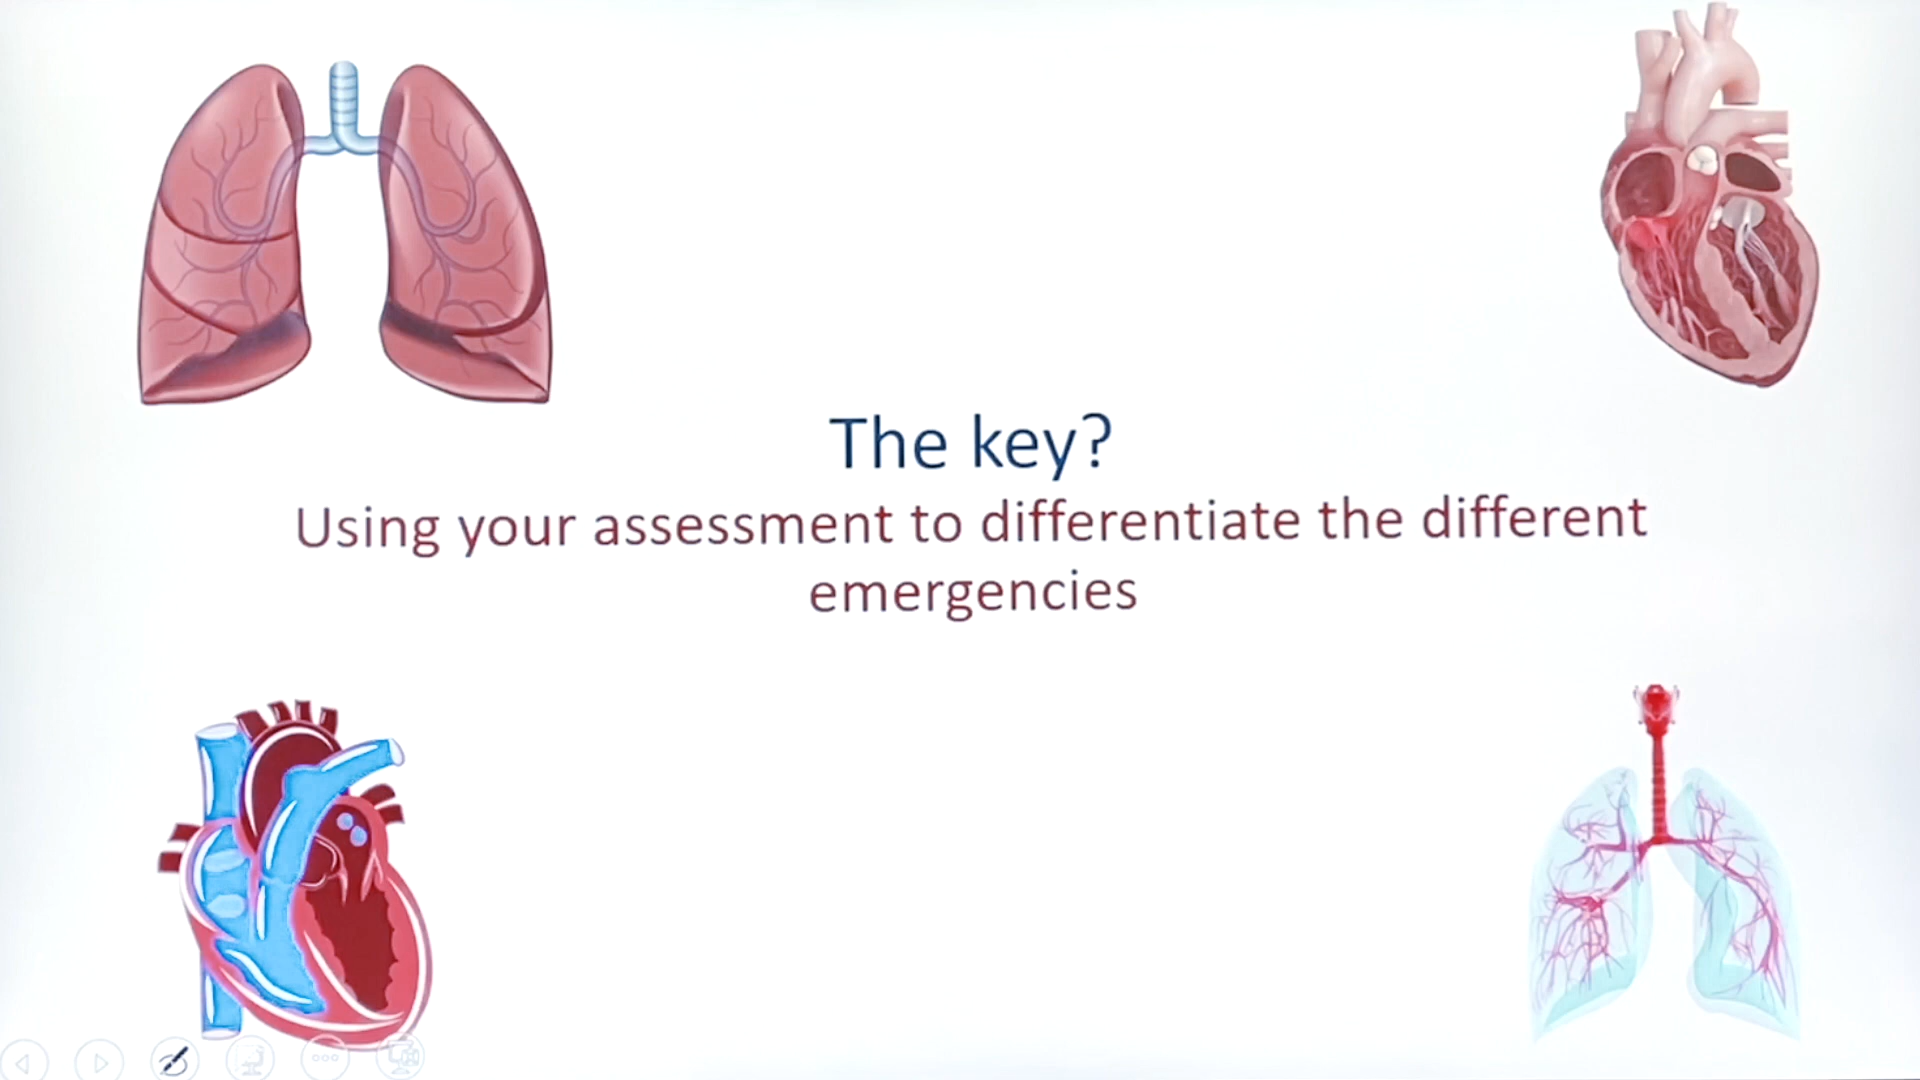 The key?
Using your assessment to differentiate the different
emergencies